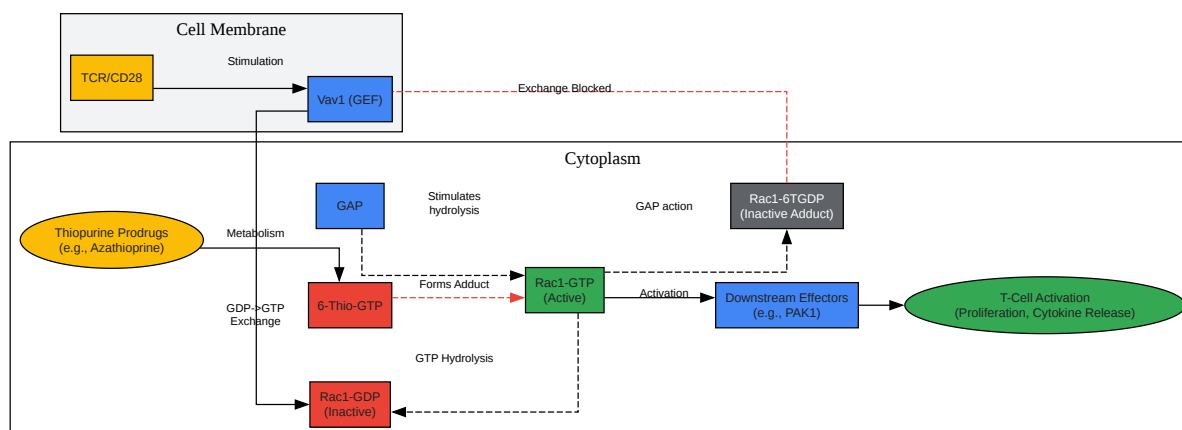 Cell Membrane
Stimulation
TCR/CD28
Vav1 (GEF)
Exchange Blocked
Cytoplasm
GAP
Stimulates
hydrolysis
GAP action
Rac1-6TGDP
(Inactive Adduct)
Thiopurine Prodrugs
(e.g., Azathioprine)
Metabolism
6-Thio-GTP
Forms Adduct
Rac1-GTP
(Active)
Activation
Downstream Effectors
(e.g., PAK1)
T-Cell Activation
(Proliferation, Cytokine Release)
GDP->GTP
Exchange
GTP Hydrolysis
Rac1-GDP
(Inactive)